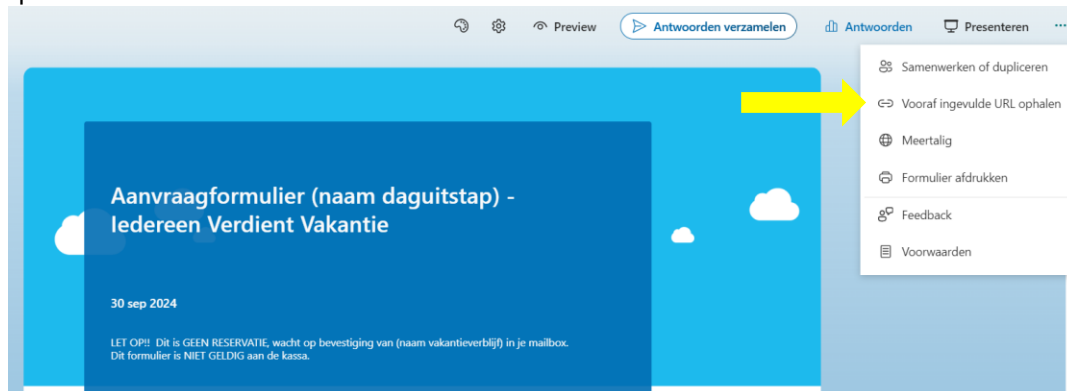 Preview
Antwoorden verzamelen
Antwoorden
Presenteren
Samenwerken of dupliceren
Vooraf ingevulde URL ophalen
Meertalig
Formulier afdrukken
Feedback
Voorwaarden
Aanvraagformulier (naam daguitstap) -
Iedereen Verdient Vakantie
30 sep 2024
LET OP!! Dit is GEEN RESERVATIE, wacht op bevestiging van (naam vakantieverblijf) in je mailbox.
Dit formulier is NIET GELDIG aan de kassa.